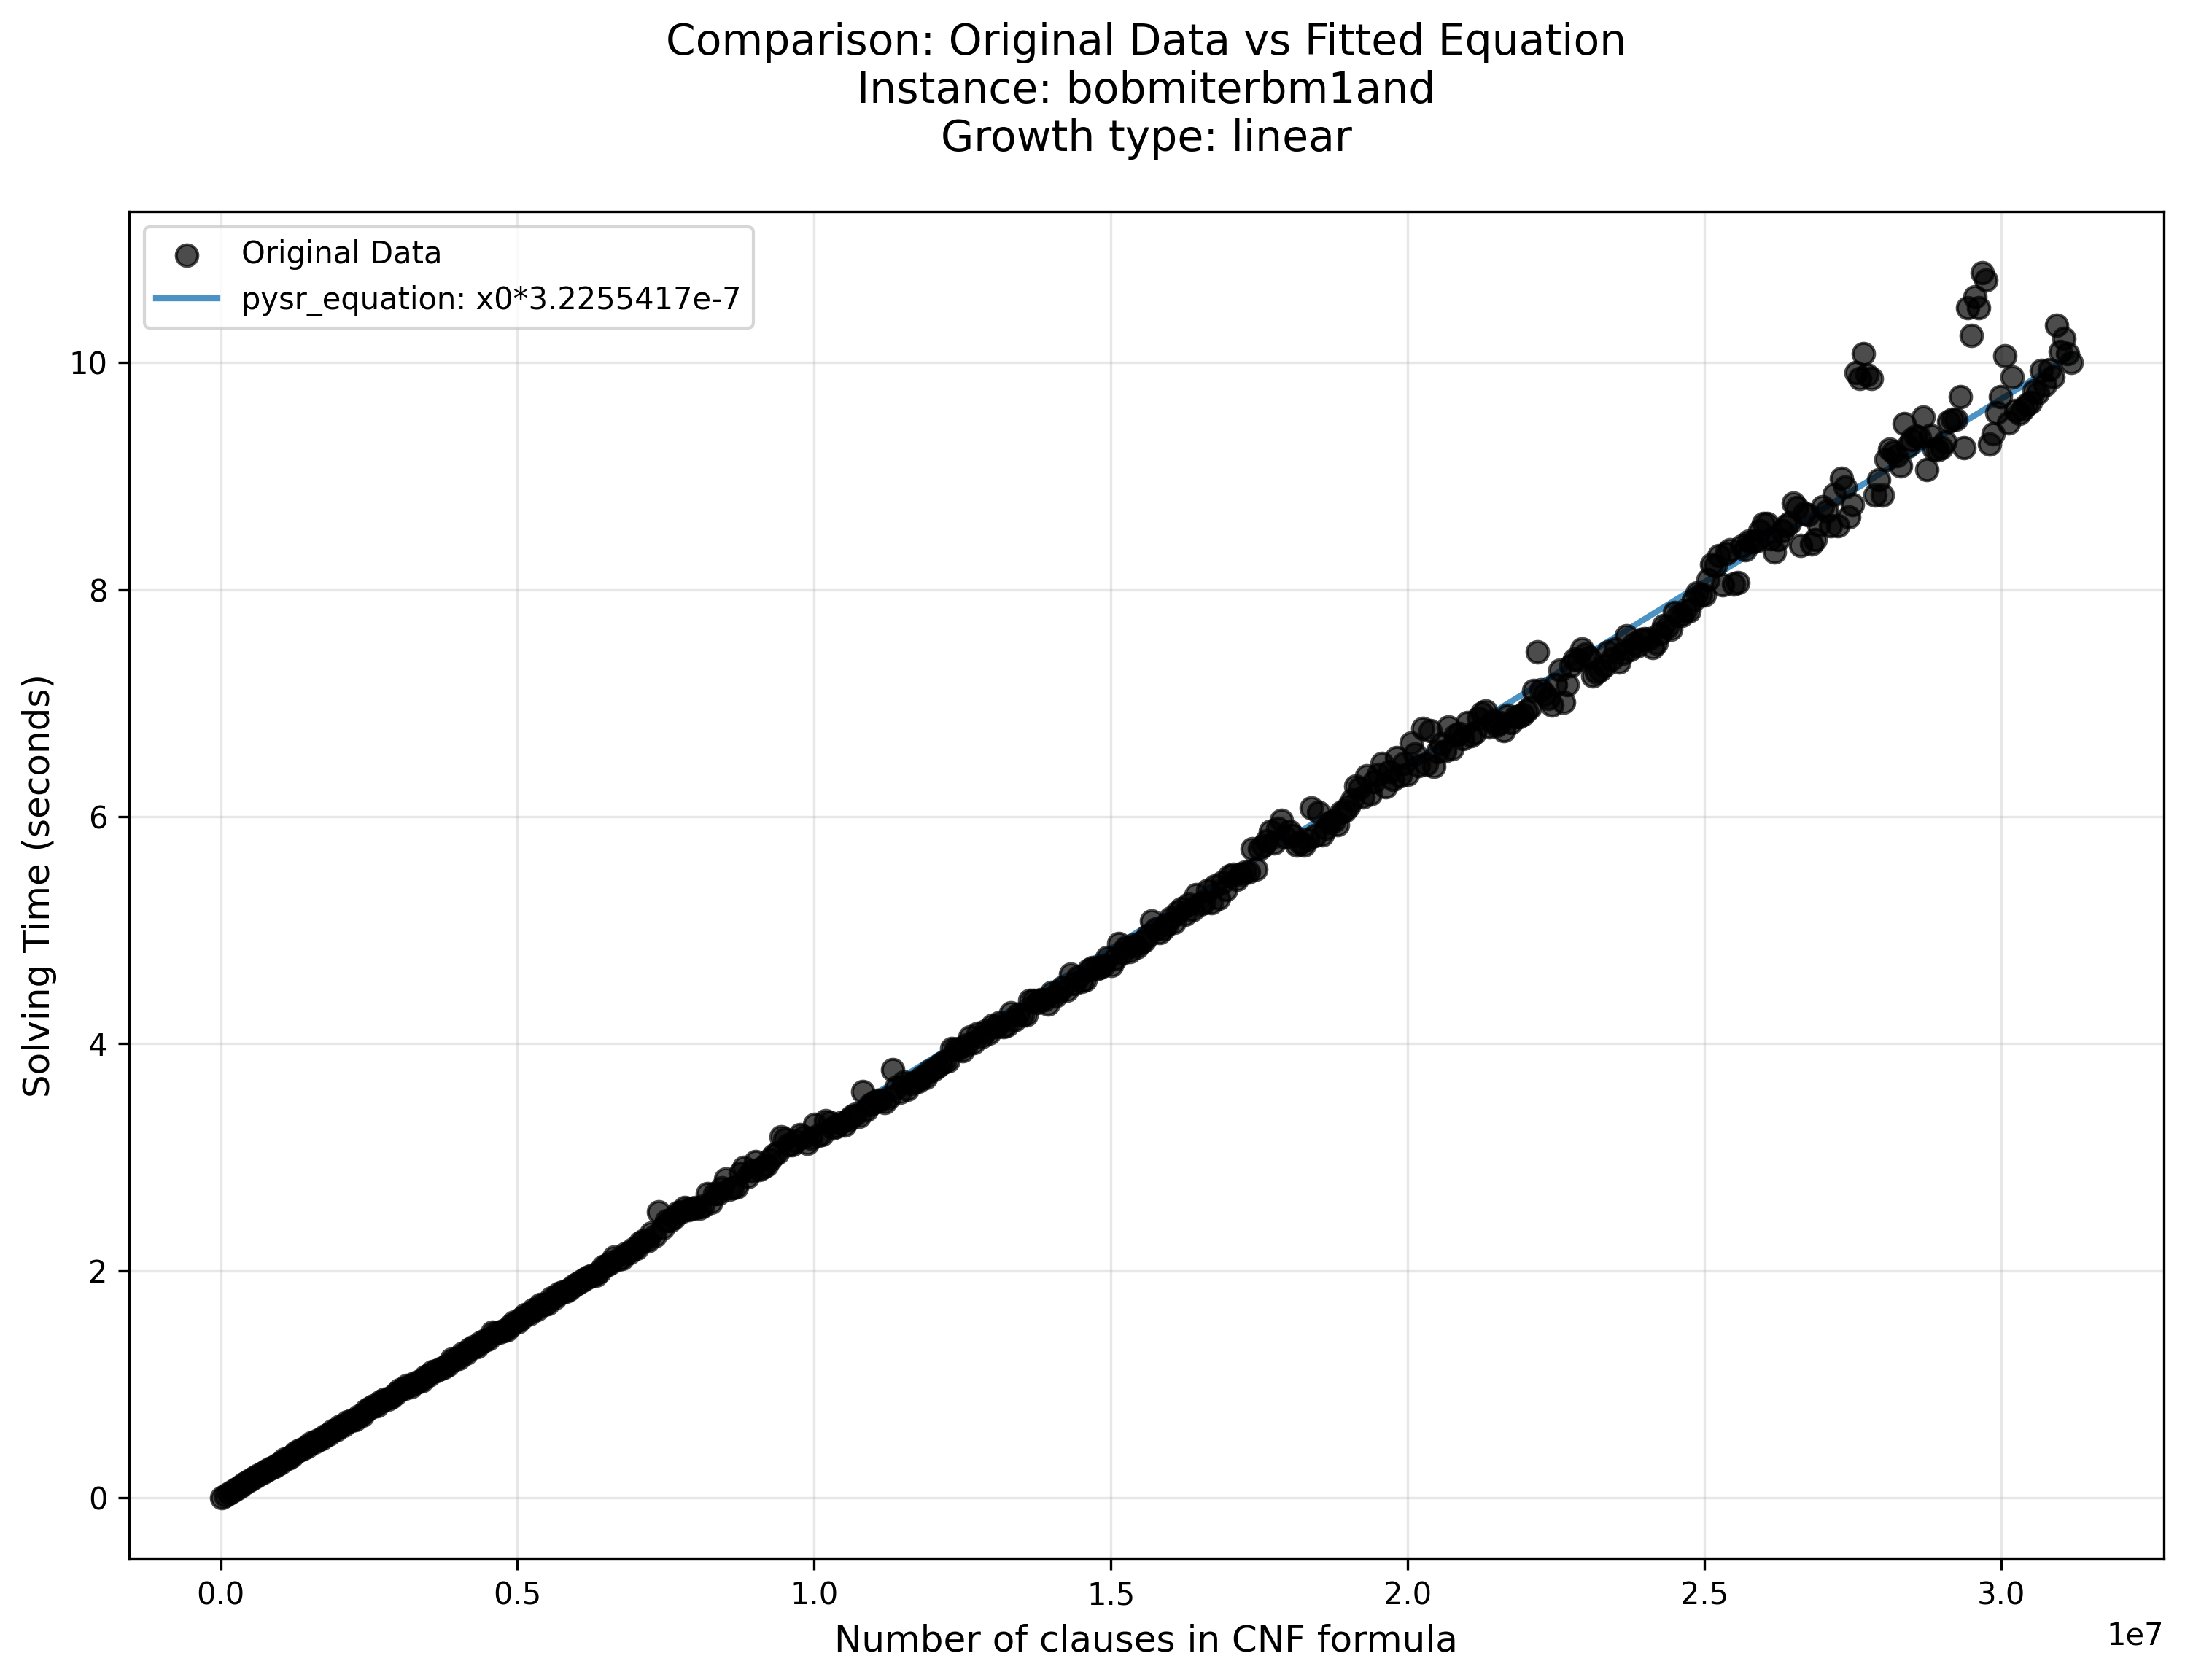 Comparison: Original Data vs Fitted Equation
Instance: bobmiterbm1and
Growth type: linear
Original Data
pysr_equation: x0*3.2255417e-7
Solving Time (seconds)
10
8
6
4
2
0
0.0 0.5 1.0 1.5 2.0 2.5 3.0
1e7
Number of clauses in CNF formula